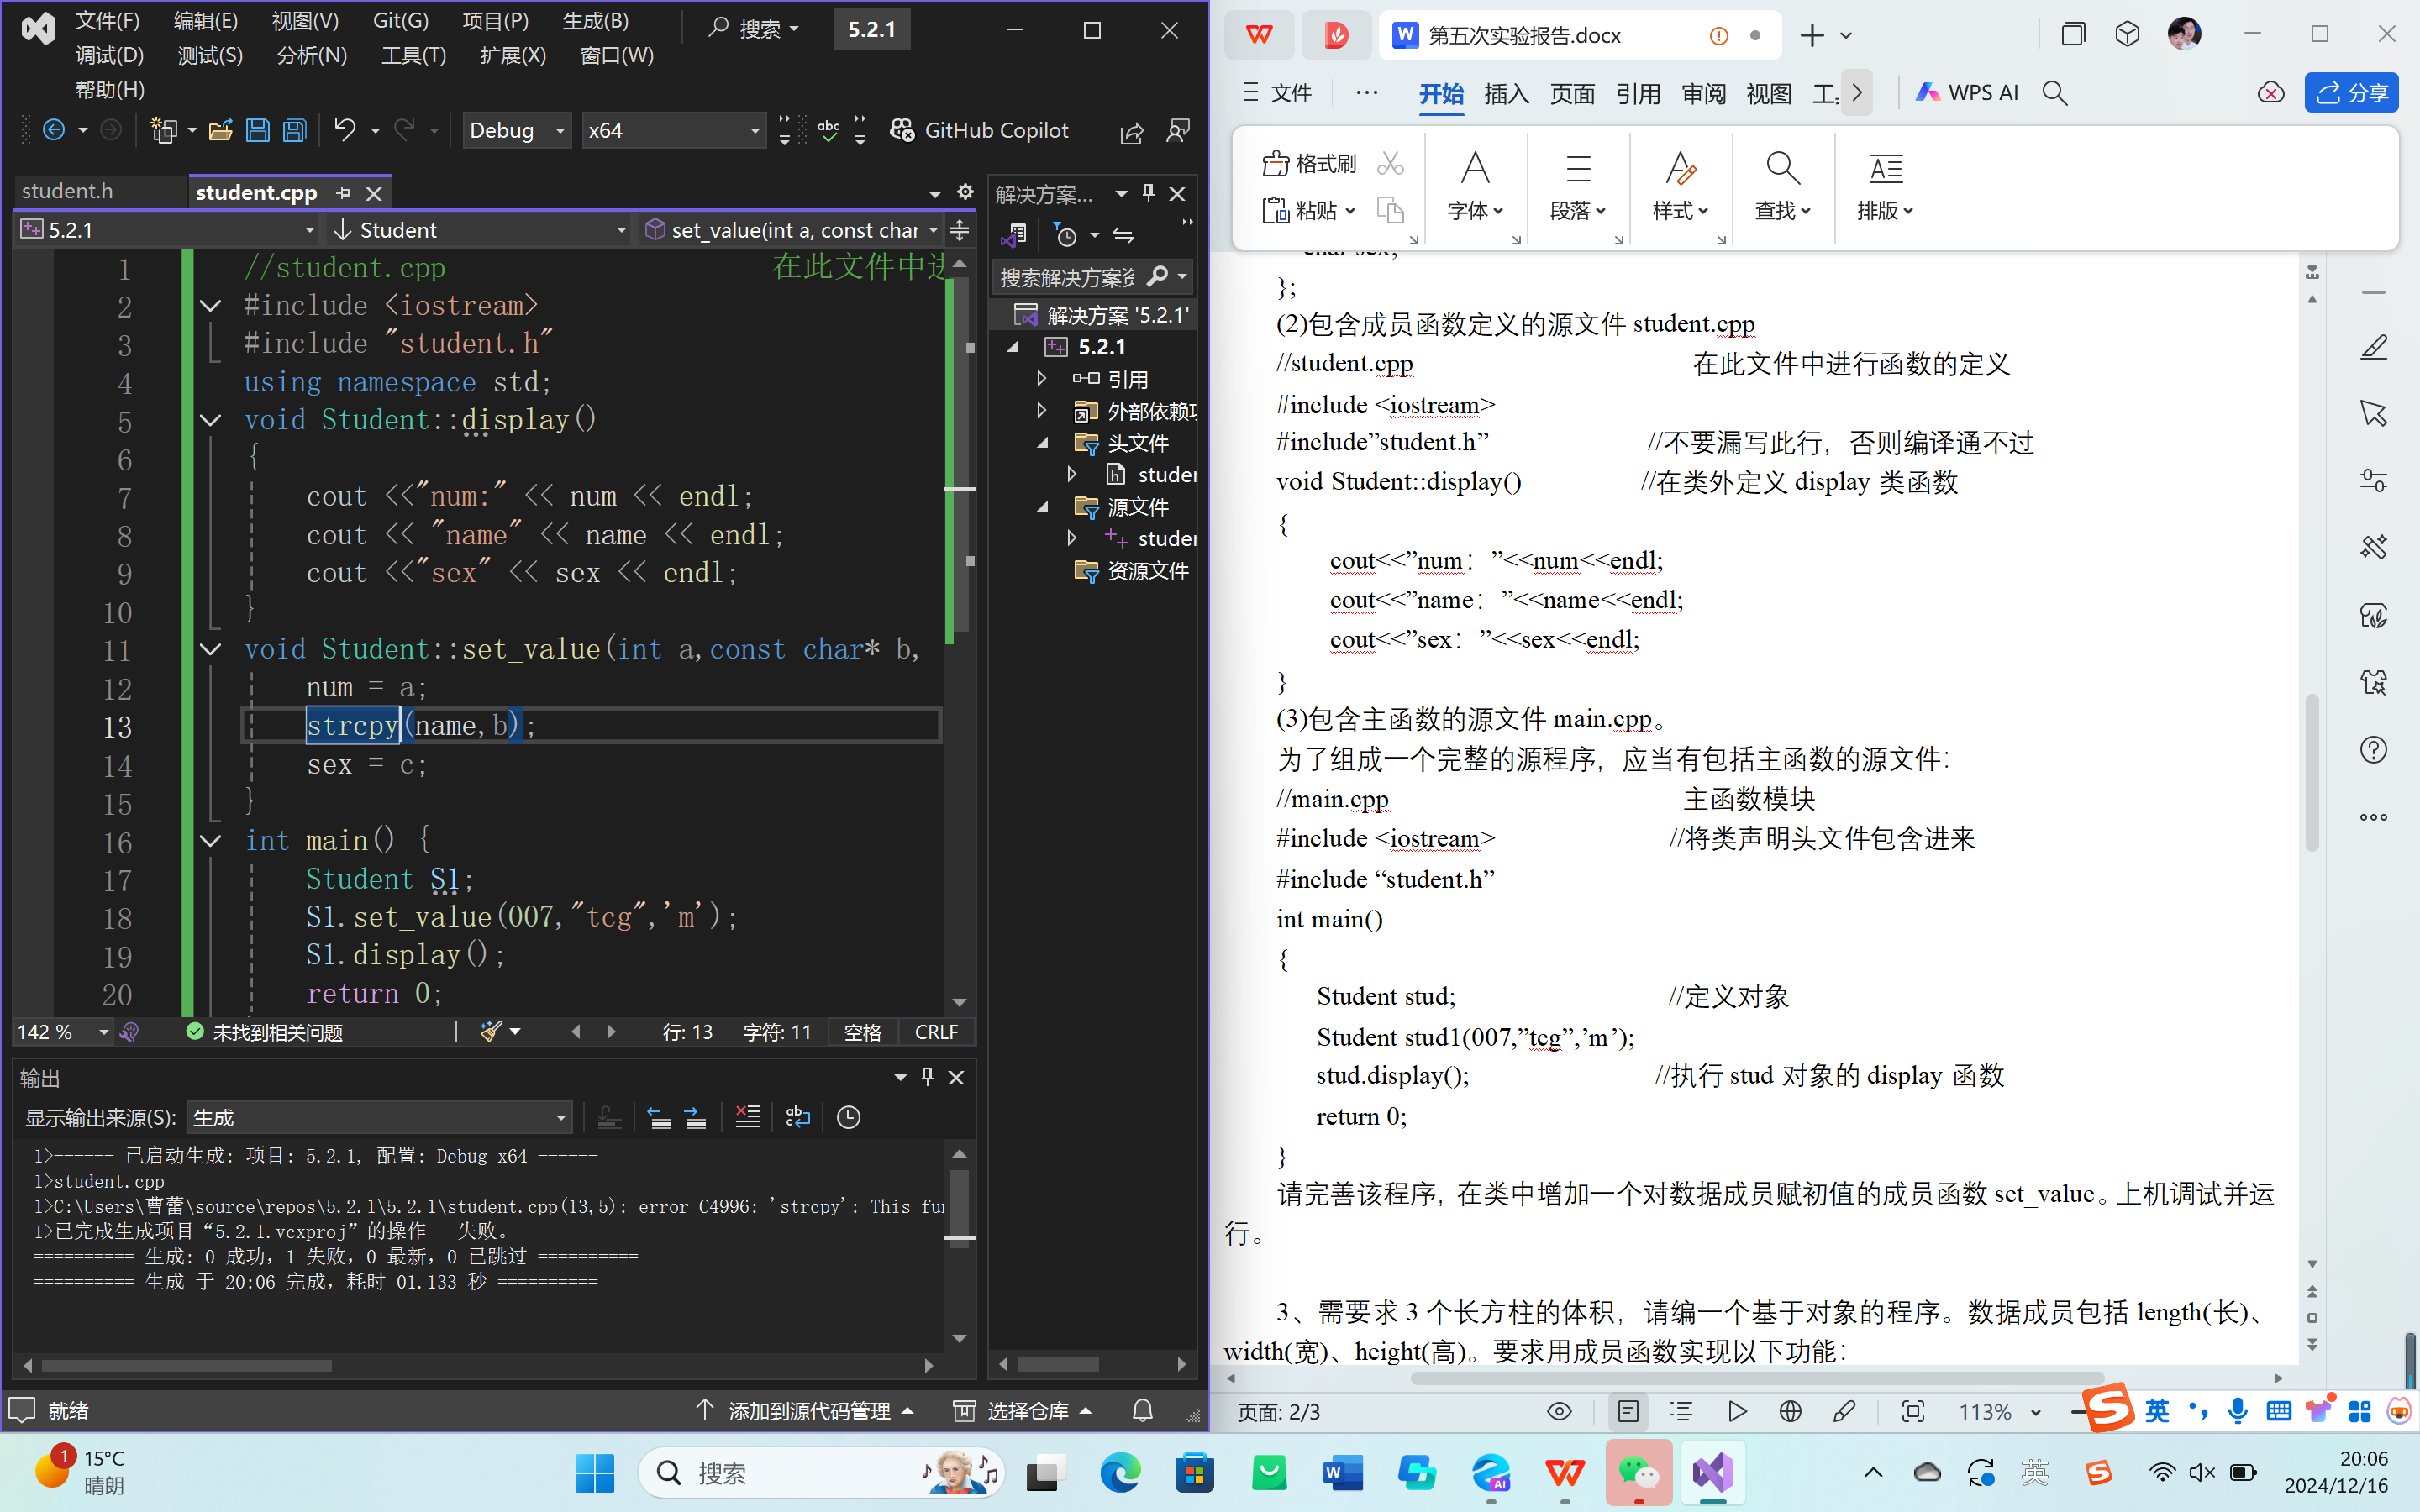 文件(F) 编辑(E) 视图(V) Git(G) 项目(P) 生成(B) 搜索 5.2.1
调试(D) 测试(S) 分析(N) 工具(T) 扩展(X) 窗口(W)
帮助(H)
Debug x64 GitHub Copilot
student.h student.cpp
5.2.1 Student set_value(int a, const char
1 //student.cpp 在此文件中进
2 #include <iostream>
3 #include "student.h"
4 using namespace std;
5 void Student::display()
6 {
7 cout <<"num:" << num << endl;
8 cout << "name" << name << endl;
9 cout <<"sex" << sex << endl;
10 }
11 void Student::set_value(int a,const char* b,
12 num = a;
13 strcpy(name,b);
14 sex = c;
15 }
16 int main() {
17 Student S1;
18 S1.set_value(007,"tcg",'m');
19 S1.display();
20 return 0;
142 % 未找到相关问题 行: 13 字符: 11 空格 CRLF
输出
显示输出来源(S): 生成
1>------ 已启动生成: 项目: 5.2.1, 配置: Debug x64 ------
1>student.cpp
1>C:\Users\曹蕾\source\repos\5.2.1\5.2.1\student.cpp(13,5): error C4996: 'strcpy': This fu
1>已完成生成项目“5.2.1.vcxproj”的操作 - 失败。
========== 生成: 0 成功，1 失败，0 最新，0 已跳过 ==========
========== 生成 于 20:06 完成，耗时 01.133 秒 ==========
就绪 添加到源代码管理 选择仓库
解决方案...
搜索解决方案资
解决方案 '5.2.1'
5.2.1
引用
外部依赖项
头文件
studer
源文件
studer
资源文件
第五次实验报告.docx
文件 ··· 开始 插入 页面 引用 审阅 视图 工具 WPS AI 分享
格式刷
粘贴 字体 段落 样式 查找 排版
char sex;
};
(2)包含成员函数定义的源文件 student.cpp
//student.cpp 在此文件中进行函数的定义
#include <iostream>
#include”student.h” //不要漏写此行，否则编译通不过
void Student::display() //在类外定义 display 类函数
{
cout<<”num：”<<num<<endl;
cout<<”name：”<<name<<endl;
cout<<”sex：”<<sex<<endl;
}
(3)包含主函数的源文件 main.cpp。
为了组成一个完整的源程序，应当有包括主函数的源文件：
//main.cpp 主函数模块
#include <iostream> //将类声明头文件包含进来
#include “student.h”
int main()
{
Student stud; //定义对象
Student stud1(007,”tcg”,’m’);
stud.display(); //执行 stud 对象的 display 函数
return 0;
}
请完善该程序，在类中增加一个对数据成员赋初值的成员函数 set_value。上机调试并运
行。
3、需要求 3 个长方柱的体积，请编一个基于对象的程序。数据成员包括 length(长)、
width(宽)、height(高)。要求用成员函数实现以下功能：
页面: 2/3 113% 英
1 15°C
晴朗
搜索
英
20:06
2024/12/16